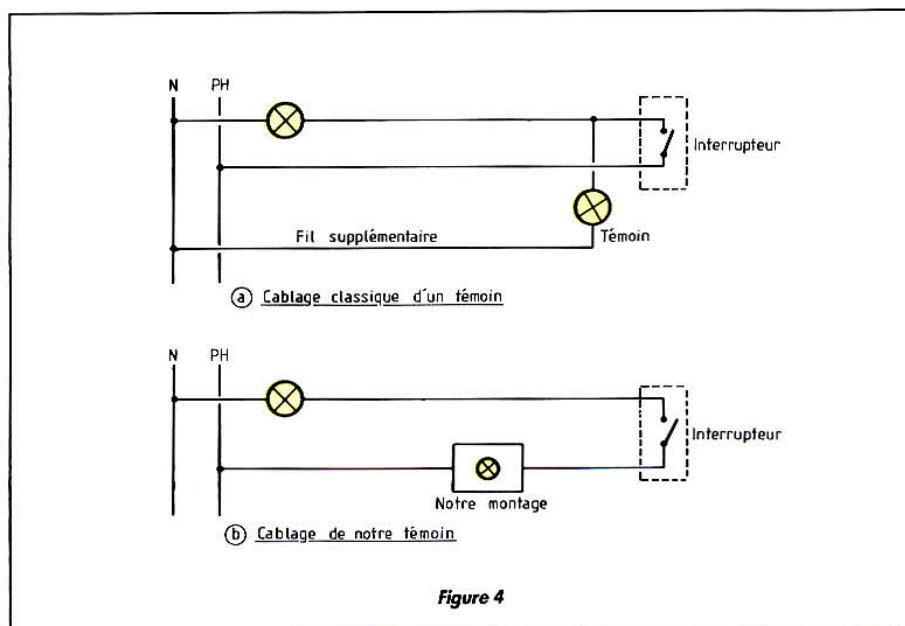 N PH
Interrupteur
Fil supplémentaire
Témoin
a Cablage classique d'un témoin
N PH
Interrupteur
Notre montage
b Cablage de notre témoin
Figure 4